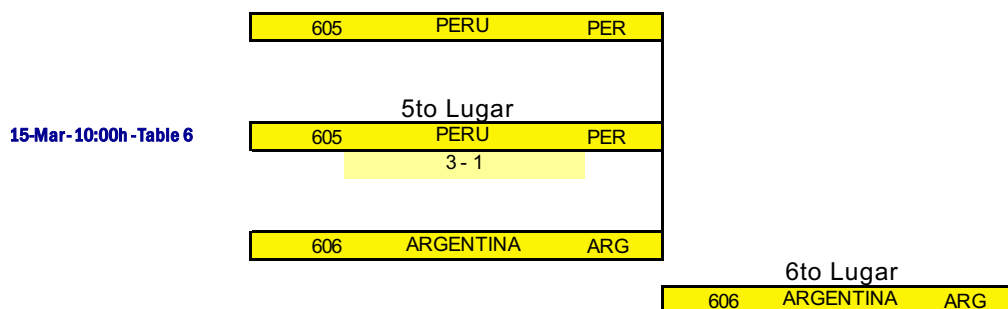 605 PERU PER
5to Lugar
15-Mar-10:00h-Table 6
605 PERU PER
3 - 1
606 ARGENTINA ARG
6to Lugar
606 ARGENTINA ARG